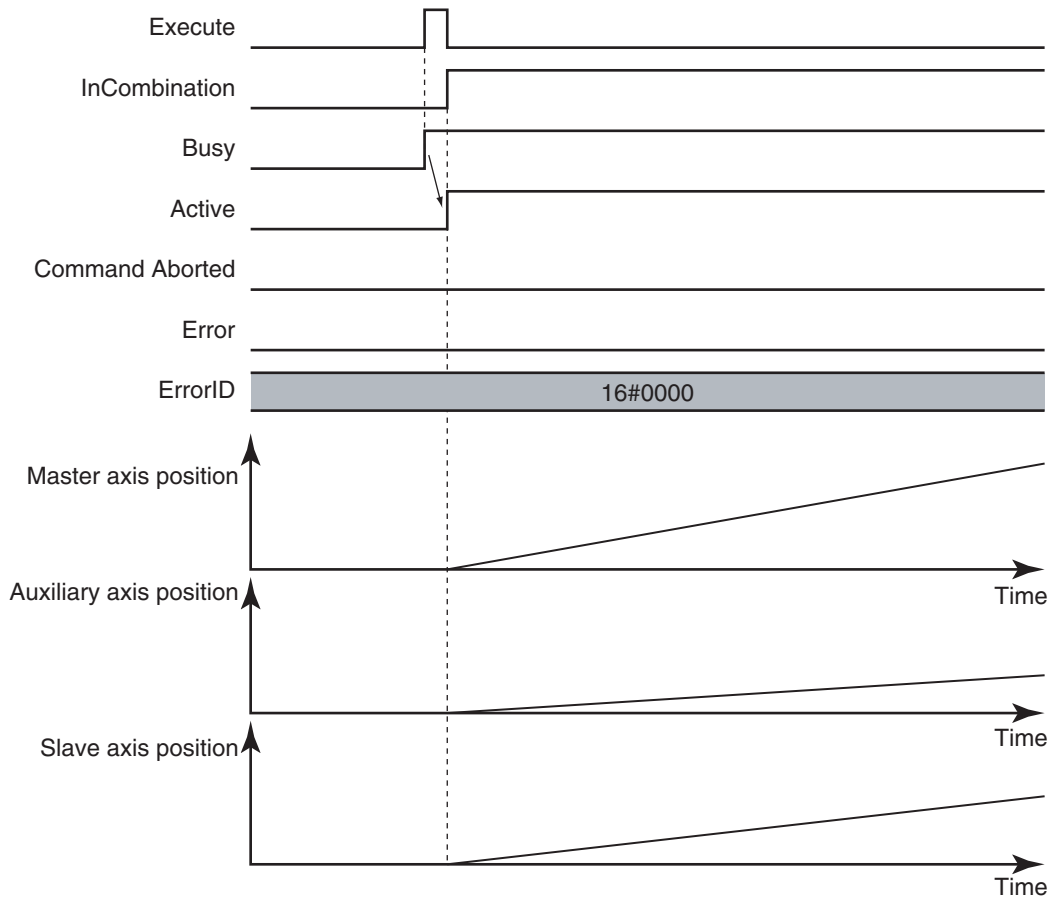 Execute
InCombination
Busy
Active
Command Aborted
Error
ErrorID
16#0000
Master axis position
Time
Auxiliary axis position
Time
Slave axis position
Time